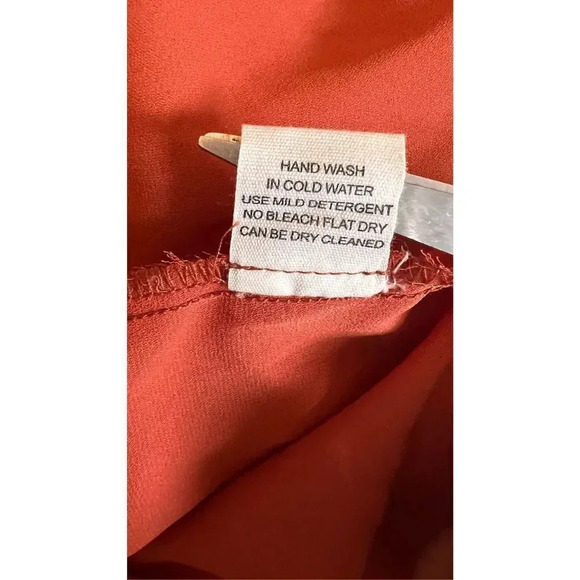 HAND WASH
IN COLD WATER
USE MILD DETERGENT
NO BLEACH FLAT DRY
CAN BE DRY CLEANED